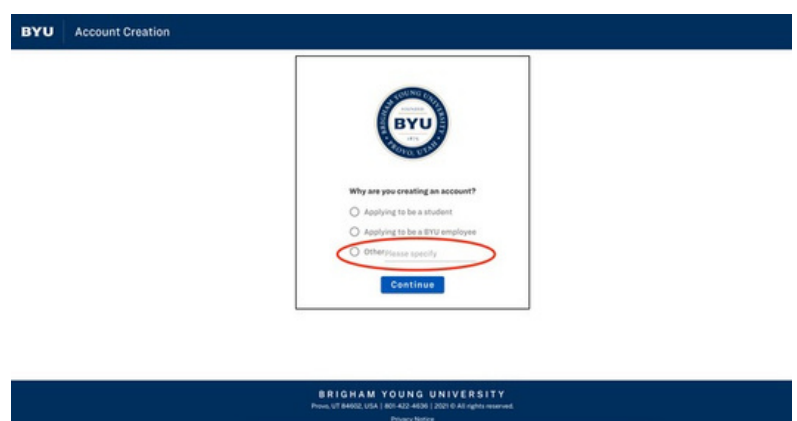 BYU Account Creation
BRIGHAM YOUNG UNIVERSITY
FOUNDED
BYU
1875
PROVO, UTAH
Why are you creating an account?
Applying to be a student
Applying to be a BYU employee
Other Please specify
Continue
BRIGHAM YOUNG UNIVERSITY
Provo, UT 84602, USA | 801-422-4636 | 2021 © All rights reserved.
Privacy Notice